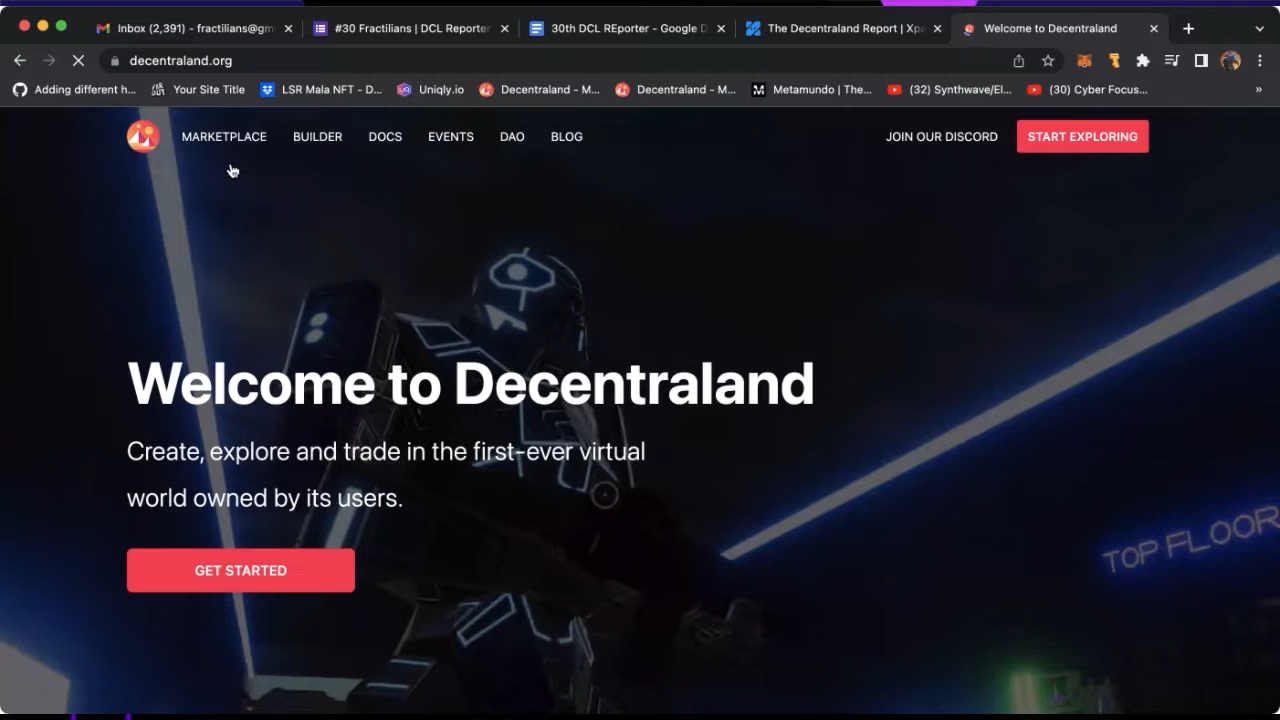 Inbox (2,391) - fractilians@gm
#30 Fractilians | DCL Reporter
30th DCL REporter - Google D
The Decentraland Report | Xpa
Welcome to Decentraland
decentraland.org
Adding different h...
Your Site Title
LSR Mala NFT - D...
Uniqly.io
Decentraland - M...
Decentraland - M...
Metamundo | The...
(32) Synthwave/El...
(30) Cyber Focus...
MARKETPLACE
BUILDER
DOCS
EVENTS
DAO
BLOG
JOIN OUR DISCORD
START EXPLORING
Welcome to Decentraland
Create, explore and trade in the first-ever virtual
world owned by its users.
GET STARTED
TOP FLOOR